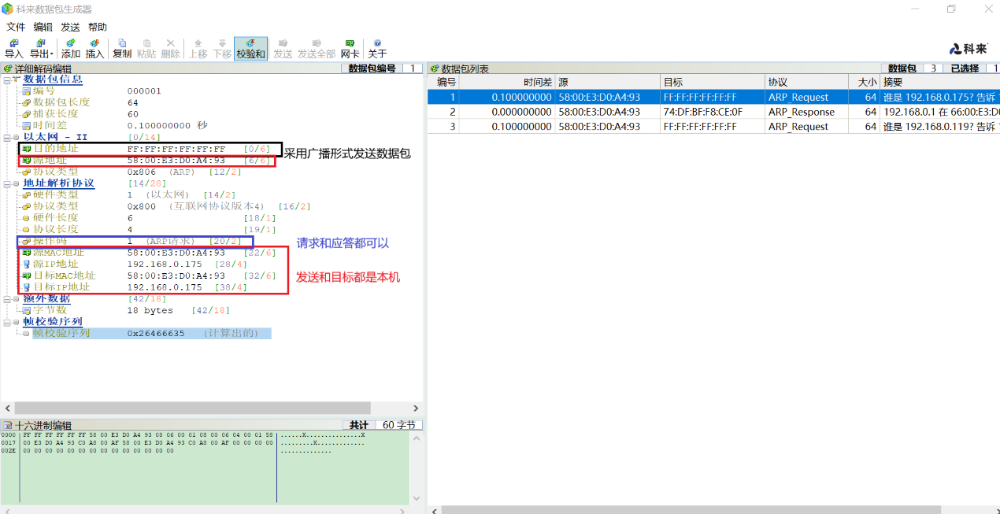 科来数据包生成器
文件 编辑 发送 帮助
导入 导出 添加 插入 复制 粘贴 删除 上移 下移 校验和 发送 发送全部 网卡 关于
科来
详细解码编辑 数据包编号 1
数据包信息
编号 000001
数据包长度 64
捕获长度 60
时间差 0.100000000 秒
以太网 - II [0/14]
目的地址 FF:FF:FF:FF:FF:FF [0/6] 采用广播形式发送数据包
源地址 58:00:E3:D0:A4:93 [6/6]
协议类型 0x806 (ARP) [12/2]
地址解析协议 [14/28]
硬件类型 1 (以太网) [14/2]
协议类型 0x800 (互联网协议版本4) [16/2]
硬件长度 6 [18/1]
协议长度 4 [19/1]
操作码 1 (ARP请求) [20/2] 请求和应答都可以
源MAC地址 58:00:E3:D0:A4:93 [22/6]
源IP地址 192.168.0.175 [28/4]
目标MAC地址 58:00:E3:D0:A4:93 [32/6] 发送和目标都是本机
目标IP地址 192.168.0.175 [38/4]
额外数据 [42/18]
字节数 18 bytes [42/18]
帧校验序列
帧校验序列 0x26466635 (计算出的)
十六进制编辑 共计 60 字节
0000 FF FF FF FF FF FF 58 00 E3 D0 A4 93 08 06 00 01 08 00 06 04 00 01 58 ......X..............X
0017 00 E3 D0 A4 93 C0 A8 00 AF 58 00 E3 D0 A4 93 C0 A8 00 AF 00 00 00 00 .........X.............
002E 00 00 00 00 00 00 00 00 00 00 00 00 00 00 ..............
数据包列表 数据包 3 已选择 1
编号 时间差 源 目标 协议 大小 摘要
1 0.100000000 58:00:E3:D0:A4:93 FF:FF:FF:FF:FF:FF ARP_Request 64 谁是 192.168.0.175? 告诉 1
2 0.000000000 58:00:E3:D0:A4:93 74:DF:BF:F8:CE:0F ARP_Response 64 192.168.0.1 在 66:00:E3:D0
3 0.100000000 58:00:E3:D0:A4:93 FF:FF:FF:FF:FF:FF ARP_Request 64 谁是 192.168.0.119? 告诉 1